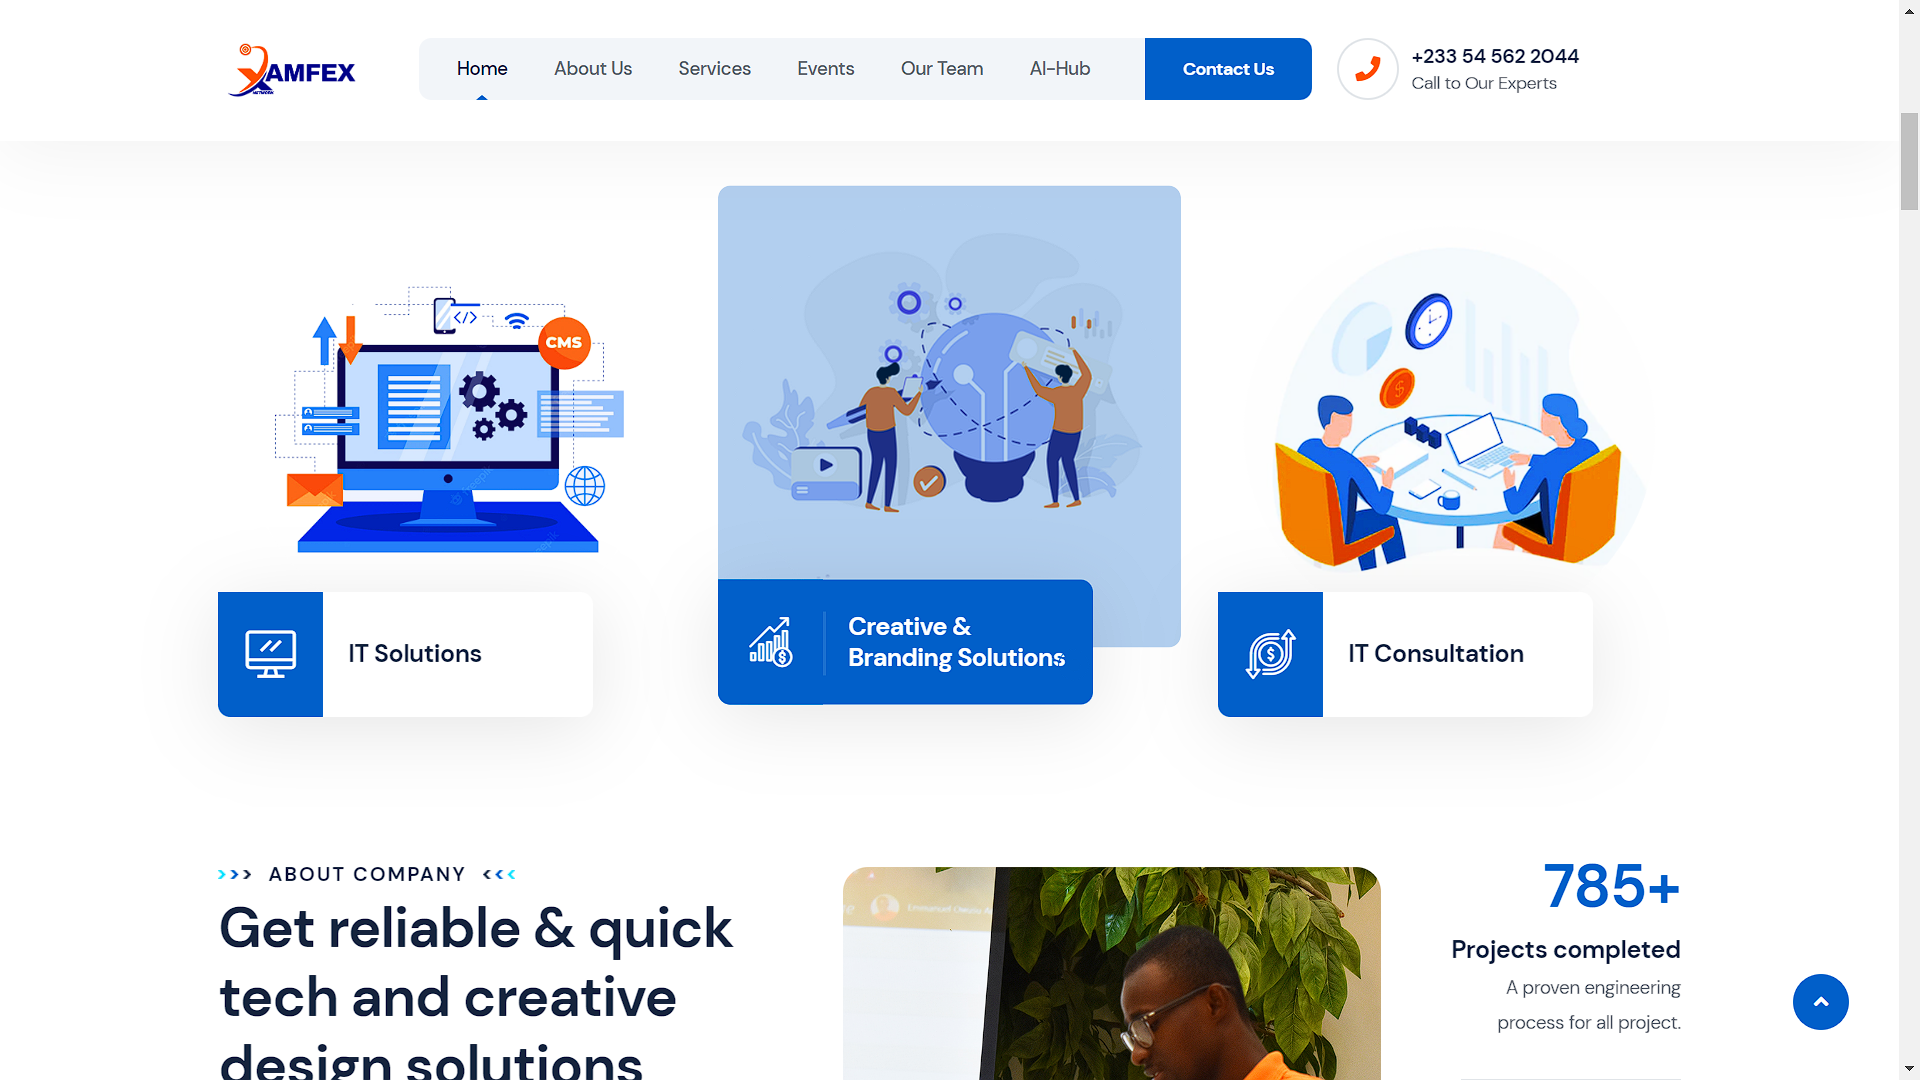 XAMFEX
NETWORK
Home
About Us
Services
Events
Our Team
AI-Hub
Contact Us
+233 54 562 2044
Call to Our Experts
</>
CMS
IT Solutions
Creative &
Branding Solutions
IT Consultation
ABOUT COMPANY
Get reliable & quick
tech and creative
design solutions
785+
Projects completed
A proven engineering
process for all project.